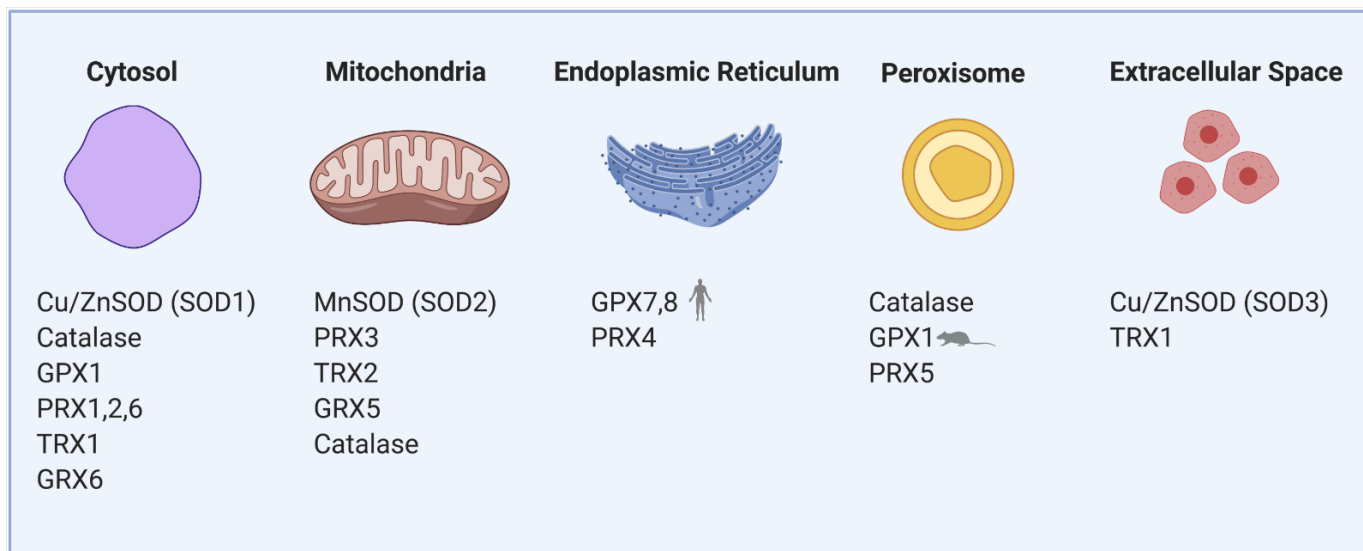 Cytosol
Mitochondria
Endoplasmic Reticulum
Peroxisome
Extracellular Space
Cu/ZnSOD (SOD1)
Catalase
GPX1
PRX1,2,6
TRX1
GRX6
MnSOD (SOD2)
PRX3
TRX2
GRX5
Catalase
GPX7,8
PRX4
Catalase
GPX1
PRX5
Cu/ZnSOD (SOD3)
TRX1